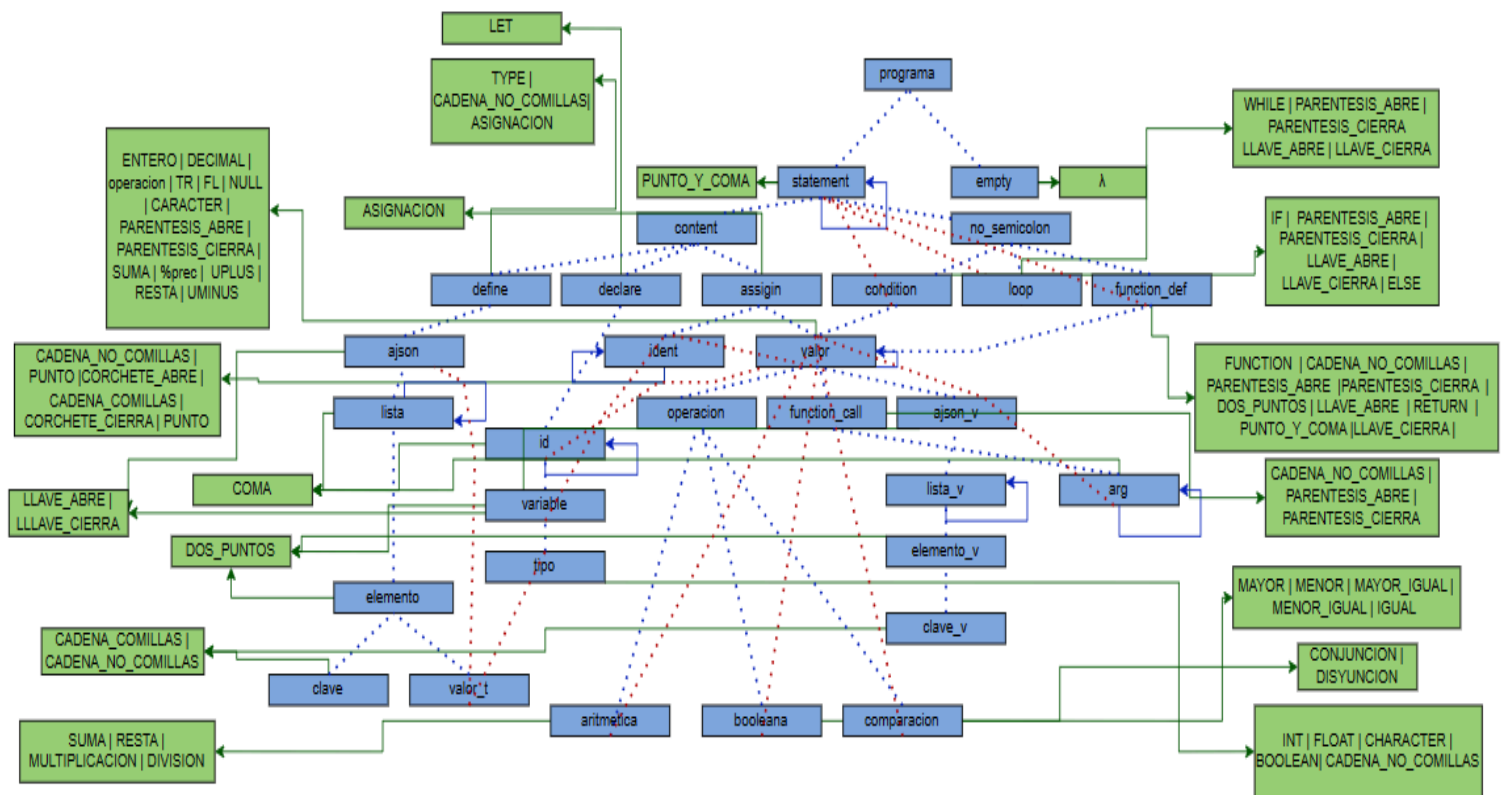 LET
TYPE |
CADENA_NO_COMILLAS|
ASIGNACION
programa
WHILE | PARENTESIS_ABRE |
PARENTESIS_CIERRA
LLAVE_ABRE | LLAVE_CIERRA
ENTERO | DECIMAL |
operacion | TR | FL | NULL
| CARACTER |
PARENTESIS_ABRE |
PARENTESIS_CIERRA |
SUMA | %prec | UPLUS |
RESTA | UMINUS
PUNTO_Y_COMA
statement
empty
λ
ASIGNACION
content
no_semicolon
IF | PARENTESIS_ABRE |
PARENTESIS_CIERRA |
LLAVE_ABRE |
LLAVE_CIERRA | ELSE
define
declare
assigin
condition
loop
function_def
ajson
ident
valor
CADENA_NO_COMILLAS |
PUNTO |CORCHETE_ABRE |
CADENA_COMILLAS |
CORCHETE_CIERRA | PUNTO
FUNCTION | CADENA_NO_COMILLAS |
PARENTESIS_ABRE |PARENTESIS_CIERRA |
DOS_PUNTOS | LLAVE_ABRE | RETURN |
PUNTO_Y_COMA |LLAVE_CIERRA |
lista
operacion
function_call
ajson_v
id
COMA
LLAVE_ABRE |
LLLAVE_CIERRA
variable
lista_v
arg
CADENA_NO_COMILLAS |
PARENTESIS_ABRE |
PARENTESIS_CIERRA
DOS_PUNTOS
tipo
elemento_v
elemento
MAYOR | MENOR | MAYOR_IGUAL |
MENOR_IGUAL | IGUAL
CADENA_COMILLAS |
CADENA_NO_COMILLAS
clave_v
CONJUNCION |
DISYUNCION
clave
valor_t
aritmetica
booleana
comparacion
SUMA | RESTA |
MULTIPLICACION | DIVISION
INT | FLOAT | CHARACTER |
BOOLEAN| CADENA_NO_COMILLAS